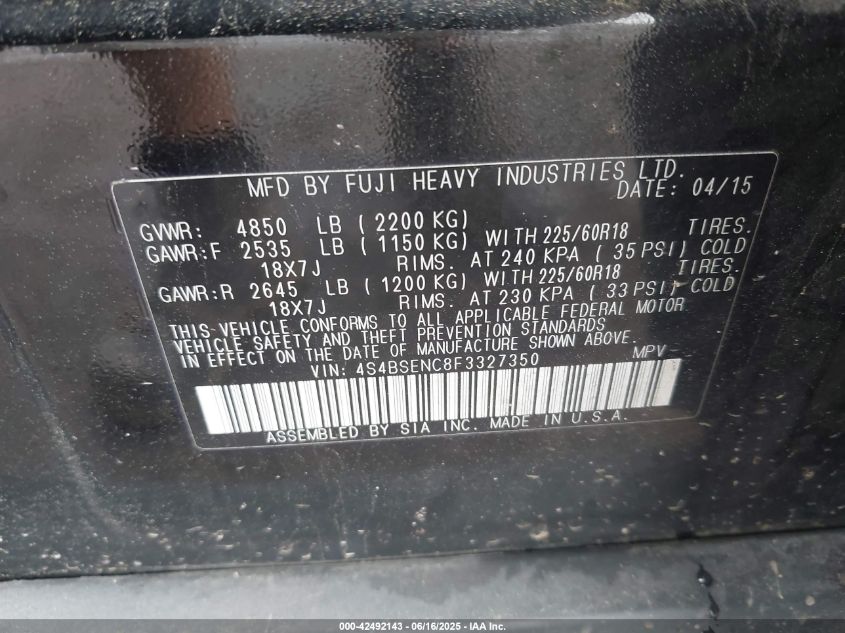 MFD BY FUJI HEAVY INDUSTRIES LTD.
DATE: 04/15
GVWR: 4850 LB ( 2200 KG)
GAWR:F 2535 LB ( 1150 KG) WITH 225/60R18 TIRES.
18X7J RIMS. AT 240 KPA ( 35 PSI) COLD
GAWR:R 2645 LB ( 1200 KG) WITH 225/60R18 TIRES.
18X7J RIMS. AT 230 KPA ( 33 PSI) COLD
THIS VEHICLE CONFORMS TO ALL APPLICABLE FEDERAL MOTOR
VEHICLE SAFETY AND THEFT PREVENTION STANDARDS
IN EFFECT ON THE DATE OF MANUFACTURE SHOWN ABOVE.
VIN: 4S4BSENC8F3327350 MPV
ASSEMBLED BY SIA INC. MADE IN U.S.A.
000-42492143 - 06/16/2025 - IAA Inc.